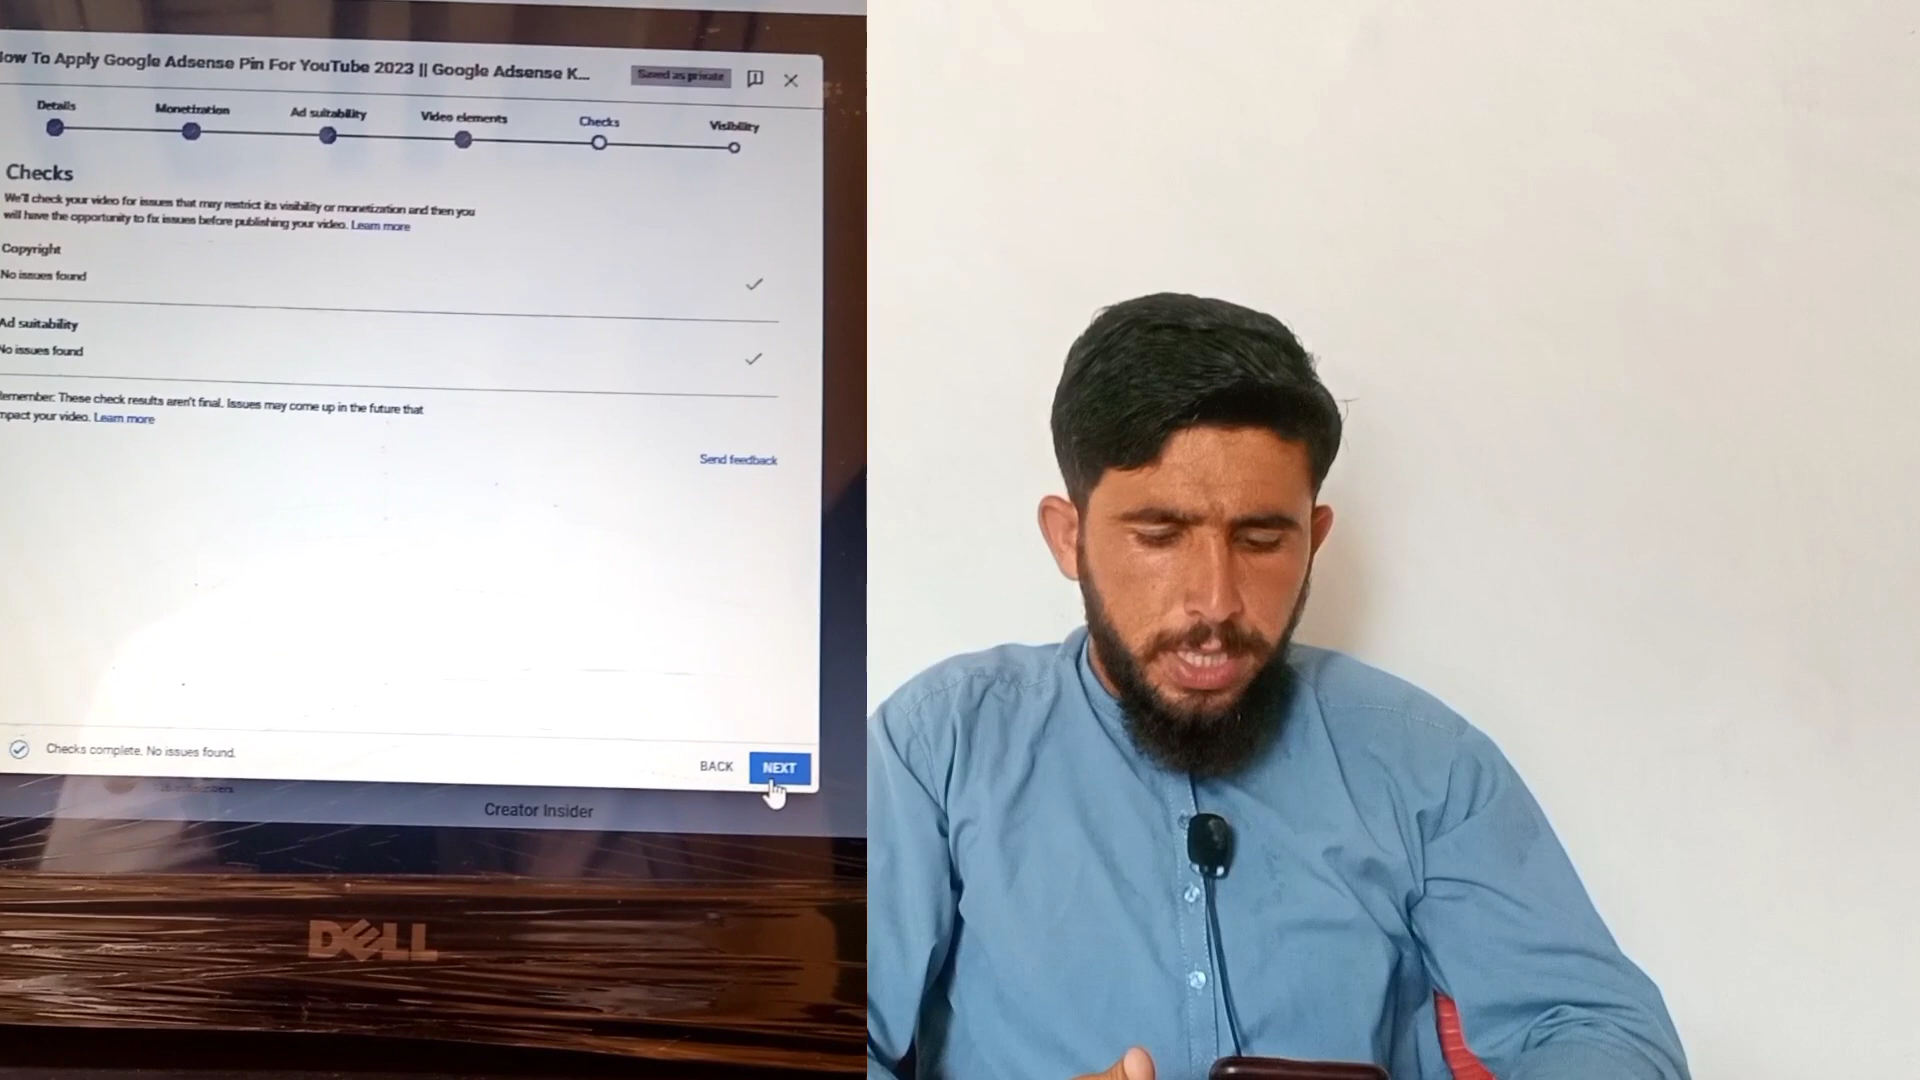 ow To Apply Google Adsense Pin For YouTube 2023 || Google Adsense K...
Saved as private
Details
Monetization
Ad suitability
Video elements
Checks
Visibility
Checks
We'll check your video for issues that may restrict its visibility or monetization and then you
will have the opportunity to fix issues before publishing your video. Learn more
Copyright
No issues found
Ad suitability
No issues found
emember: These check results aren't final. Issues may come up in the future that
mpact your video. Learn more
Send feedback
Checks complete. No issues found.
BACK
NEXT
Creator Insider
DELL